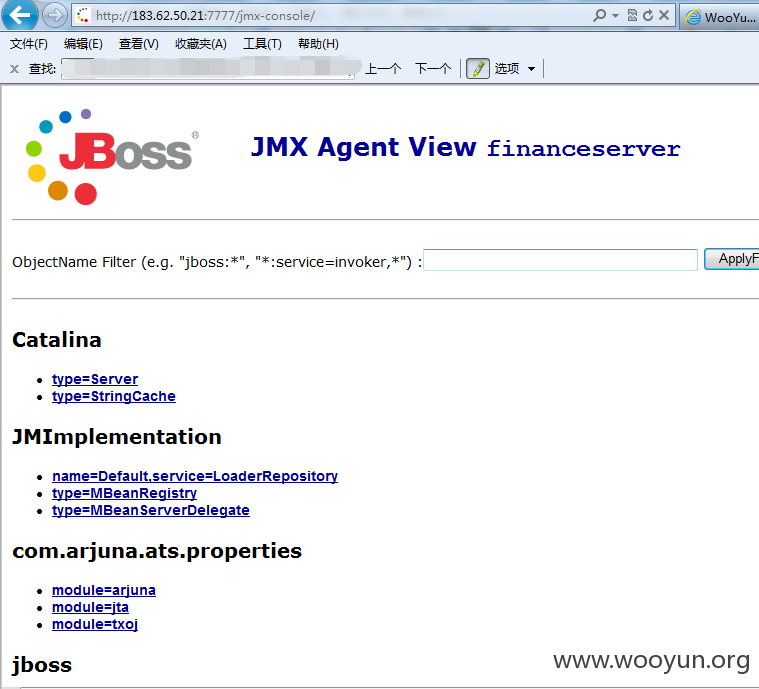 http://183.62.50.21:7777/jmx-console/
WooYun...
文件(F) 编辑(E) 查看(V) 收藏夹(A) 工具(T) 帮助(H)
x 查找: 上一个 下一个 选项
JBoss®
JMX Agent View financeserver
ObjectName Filter (e.g. "jboss:*", "*:service=invoker,*") : ApplyF
Catalina
• type=Server
• type=StringCache
JMImplementation
• name=Default,service=LoaderRepository
• type=MBeanRegistry
• type=MBeanServerDelegate
com.arjuna.ats.properties
• module=arjuna
• module=jta
• module=txoj
jboss
www.wooyun.org